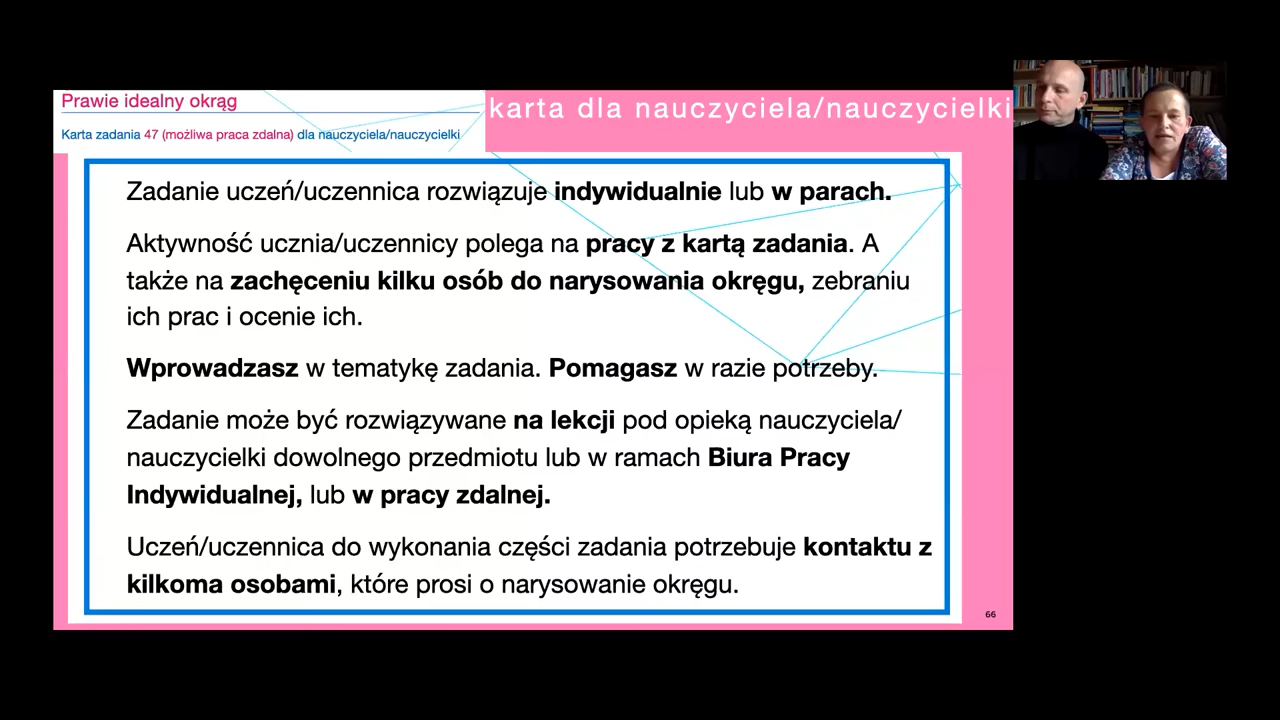 Prawie idealny okrąg
Karta zadania 47 (możliwa praca zdalna) dla nauczyciela/nauczycielki
karta dla nauczyciela/nauczycielki
Zadanie uczeń/uczennica rozwiązuje indywidualnie lub w parach.
Aktywność ucznia/uczennicy polega na pracy z kartą zadania. A
także na zachęceniu kilku osób do narysowania okręgu, zebraniu
ich prac i ocenie ich.
Wprowadzasz w tematykę zadania. Pomagasz w razie potrzeby.
Zadanie może być rozwiązywane na lekcji pod opieką nauczyciela/
nauczycielki dowolnego przedmiotu lub w ramach Biura Pracy
Indywidualnej, lub w pracy zdalnej.
Uczeń/uczennica do wykonania części zadania potrzebuje kontaktu z
kilkoma osobami, które prosi o narysowanie okręgu.
66